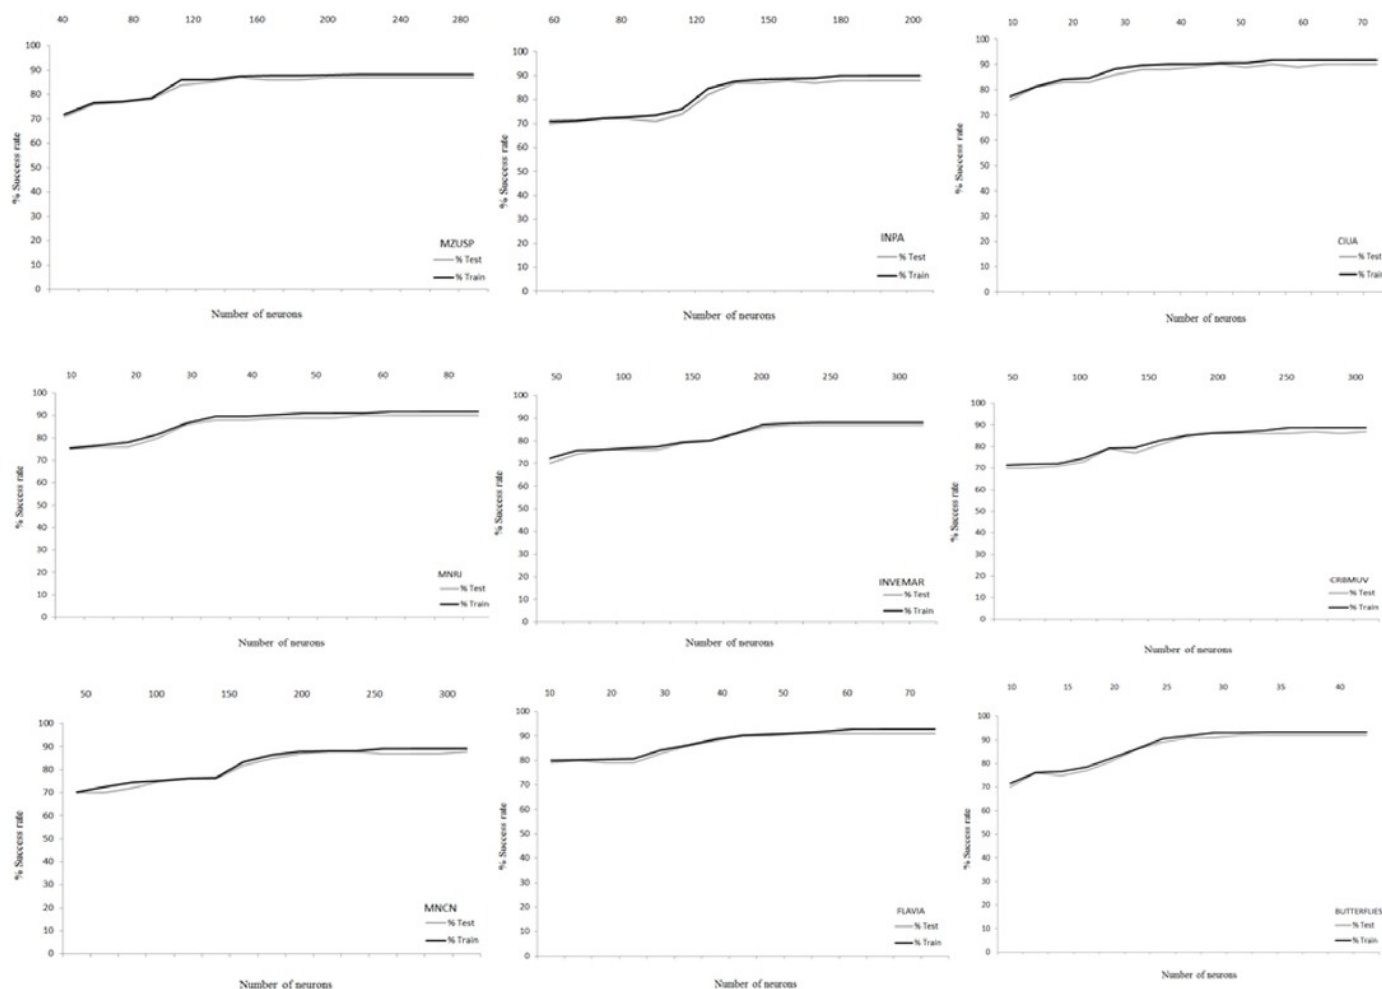 40 80 120 160 200 240 280
100
90
80
70
60
50
40
30
20
10
0
% Success rate
MZUSP
% Test
% Train
Number of neurons
60 80 120 150 180 200
100
90
80
70
60
50
40
30
20
10
0
% Success rate
INPA
% Test
% Train
Number of neurons
10 20 30 40 50 60 70
100
90
80
70
60
50
40
30
20
10
0
% Success rate
CIUA
% Test
% Train
Number of neurons
10 20 30 40 50 60 80
100
90
80
70
60
50
40
30
20
10
0
% Success rate
MNRJ
% Test
% Train
Number of neurons
50 100 150 200 250 300
100
90
80
70
60
50
40
30
20
10
0
% Success rate
INVEMAR
% Test
% Train
Number of neurons
50 100 150 200 250 300
100
90
80
70
60
50
40
30
20
10
0
% Success rate
CRBMUV
% Test
% Train
Number of neurons
50 100 150 200 250 300
100
90
80
70
60
50
40
30
20
10
0
% Success rate
MNCN
% Test
% Train
Number of neurons
10 20 30 40 50 60 70
100
90
80
70
60
50
40
30
20
10
0
% Success rate
FLAVIA
% Test
% Train
Number of neurons
10 15 20 25 30 35 40
100
90
80
70
60
50
40
30
20
10
0
% Success rate
BUTTERFLIES
% Test
% Train
Number of neurons